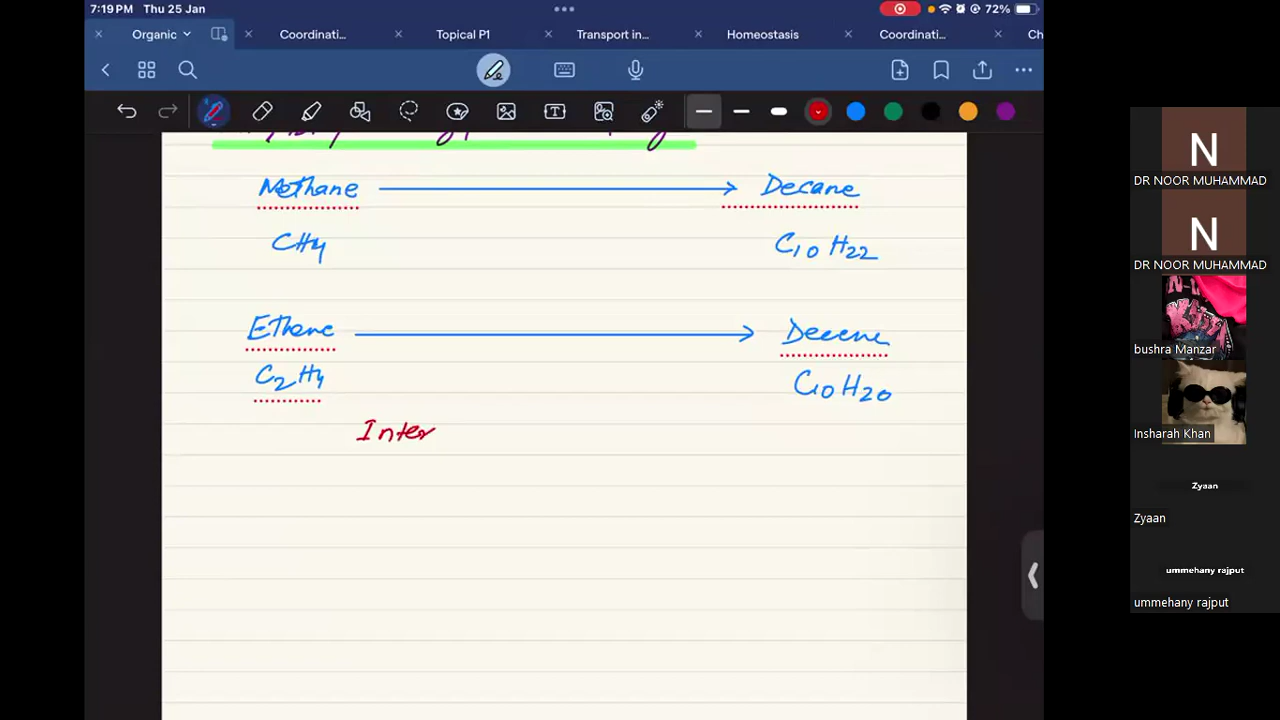 7:19 PM Thu 25 Jan
72%
Organic
Coordinati...
Topical P1
Transport in...
Homeostasis
Coordinati...
Ch
Methane Decane
CH4 C10H22
Ethene Decene
C2H4 C10H20
Inter
N
DR NOOR MUHAMMAD
N
DR NOOR MUHAMMAD
bushra Manzar
Insharah Khan
Zyaan
Zyaan
ummehany rajput
ummehany rajput